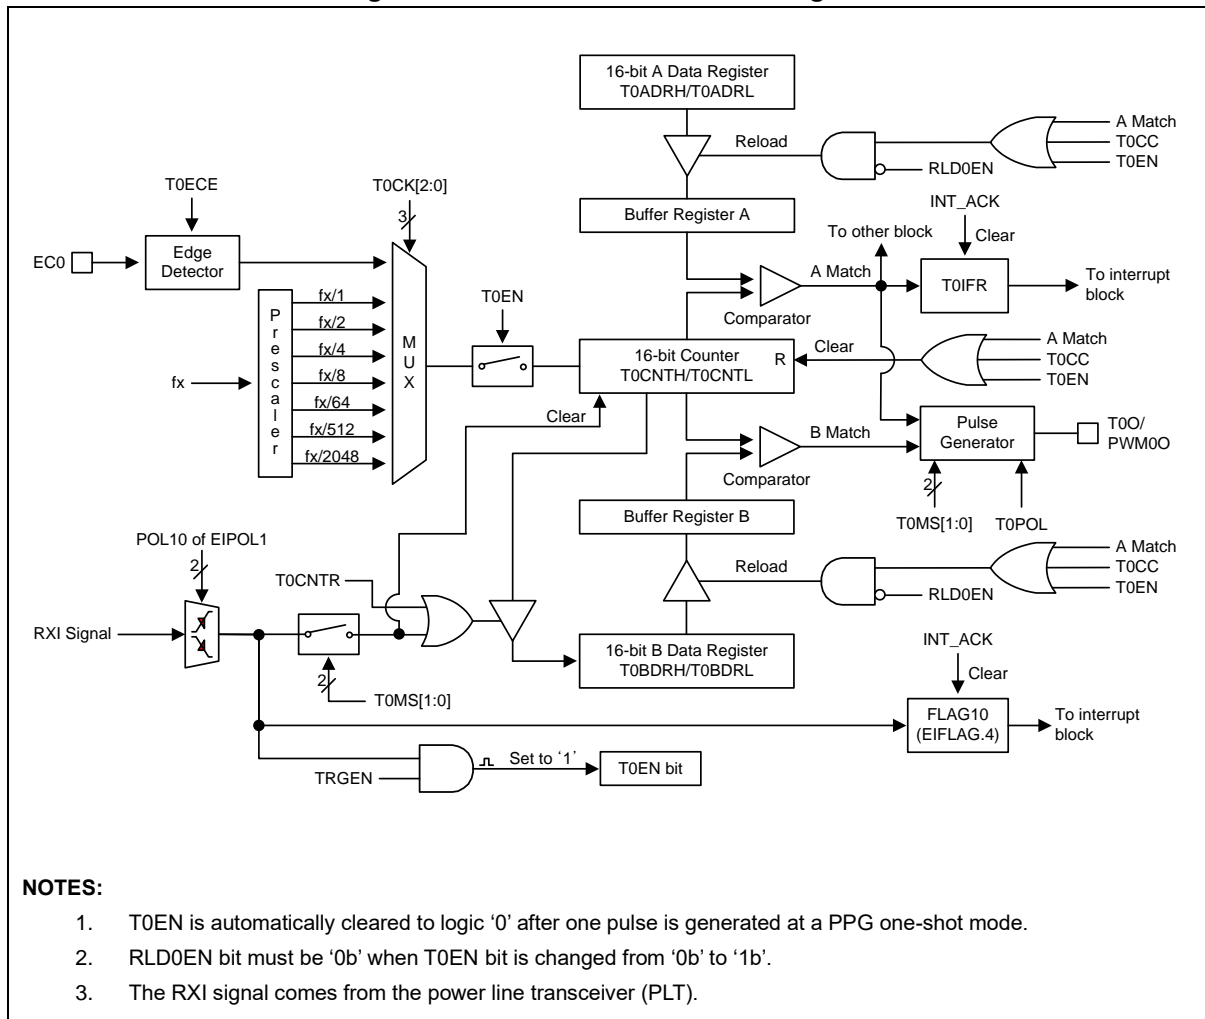 16-bit A Data Register
T0ADRH/T0ADRL
Reload
A Match
T0CC
T0EN
RLD0EN
T0ECE
T0CK[2:0]
3
Buffer Register A
INT_ACK
Clear
To other block
EC0
Edge
Detector
A Match
T0IFR
To interrupt
block
Comparator
Prescaler
fx/1
fx/2
fx/4
fx/8
fx/64
fx/512
fx/2048
fx
MUX
T0EN
16-bit Counter
T0CNTH/T0CNTL
R
Clear
A Match
T0CC
T0EN
Clear
B Match
Pulse
Generator
T0O/
PWM0O
Comparator
2
T0MS[1:0]
T0POL
Buffer Register B
POL10 of EIPOL1
2
T0CNTR
Reload
A Match
T0CC
T0EN
RLD0EN
RXI Signal
16-bit B Data Register
T0BDRH/T0BDRL
INT_ACK
Clear
2
T0MS[1:0]
FLAG10
(EIFLAG.4)
To interrupt
block
TRGEN
Set to ‘1’
T0EN bit
NOTES:
1. T0EN is automatically cleared to logic ‘0’ after one pulse is generated at a PPG one-shot mode.
2. RLD0EN bit must be ‘0b’ when T0EN bit is changed from ‘0b’ to ‘1b’.
3. The RXI signal comes from the power line transceiver (PLT).